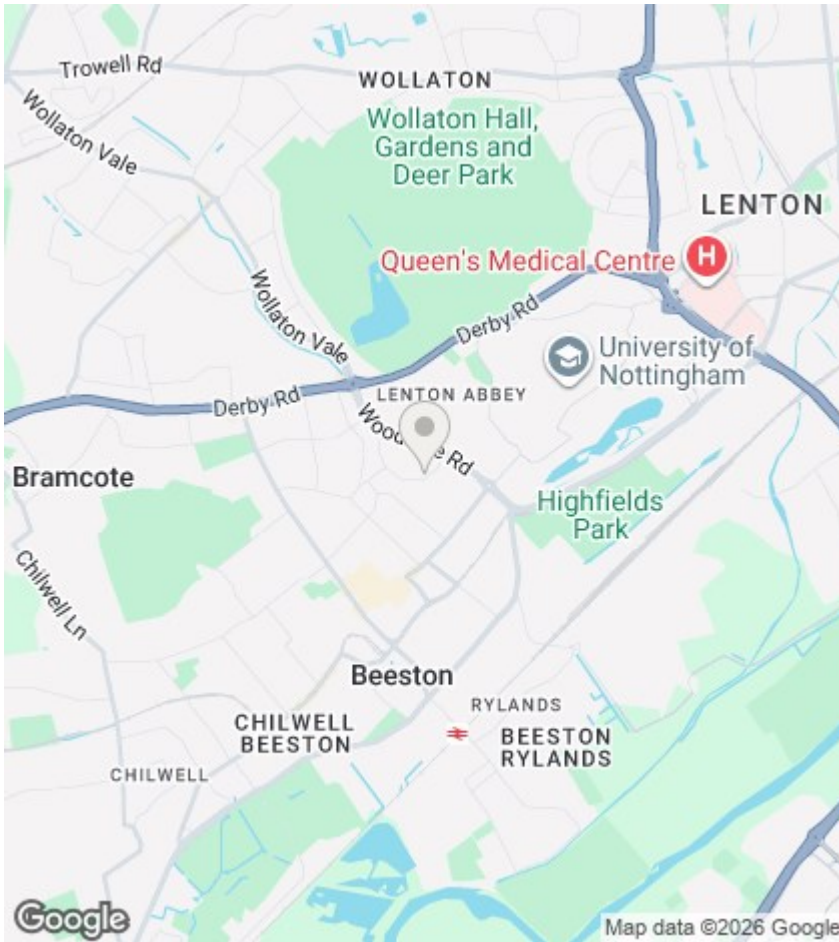 Trowell Rd
WOLLATON
Wollaton Vale
Wollaton Hall,
Gardens and
Deer Park
LENTON
Queen's Medical Centre
H
Wollaton Vale
Derby Rd
University of
Nottingham
Derby Rd
LENTON ABBEY
Rd
Bramcote
Highfields
Park
Chilwell Ln
Beeston
RYLANDS
CHILWELL
BEESTON
BEESTON
RYLANDS
CHILWELL
Google
Map data ©2026 Google